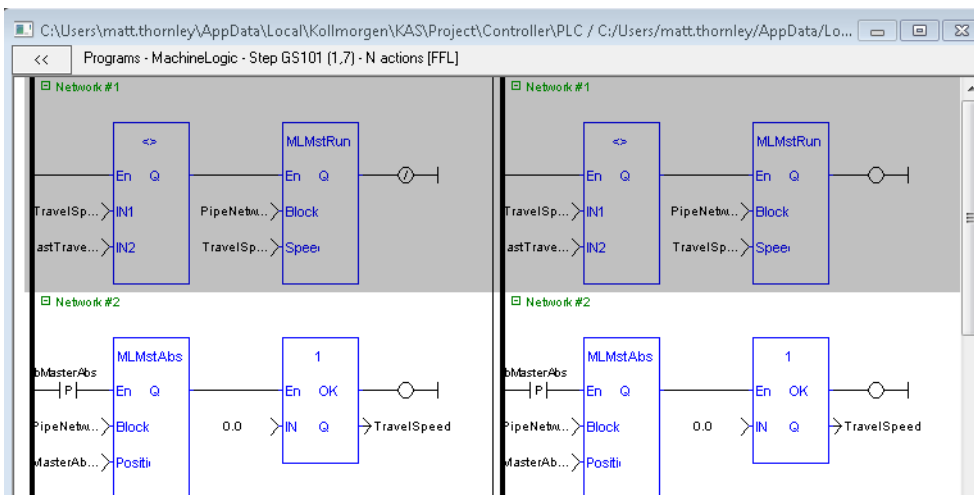 C:\Users\matt.thornley\AppData\Local\Kollmorgen\KAS\Project\Controller\PLC / C:/Users/matt.thornley/AppData/Lo...
<< Programs - MachineLogic - Step GS101 (1,7) - N actions [FFL]
Network #1
<>
MLMstRun
En Q
En Q
/
TravelSp...
IN1
PipeNetw...
Block
astTrave...
IN2
TravelSp...
Spee
Network #2
MLMstAbs
1
bMasterAbs
P
En Q
En OK
PipeNetw...
Block
0.0
IN Q
TravelSpeed
MasterAb...
Positi
Network #1
<>
MLMstRun
En Q
En Q
TravelSp...
IN1
PipeNetw...
Block
astTrave...
IN2
TravelSp...
Spee
Network #2
MLMstAbs
1
bMasterAbs
P
En Q
En OK
PipeNetw...
Block
0.0
IN Q
TravelSpeed
MasterAb...
Positi